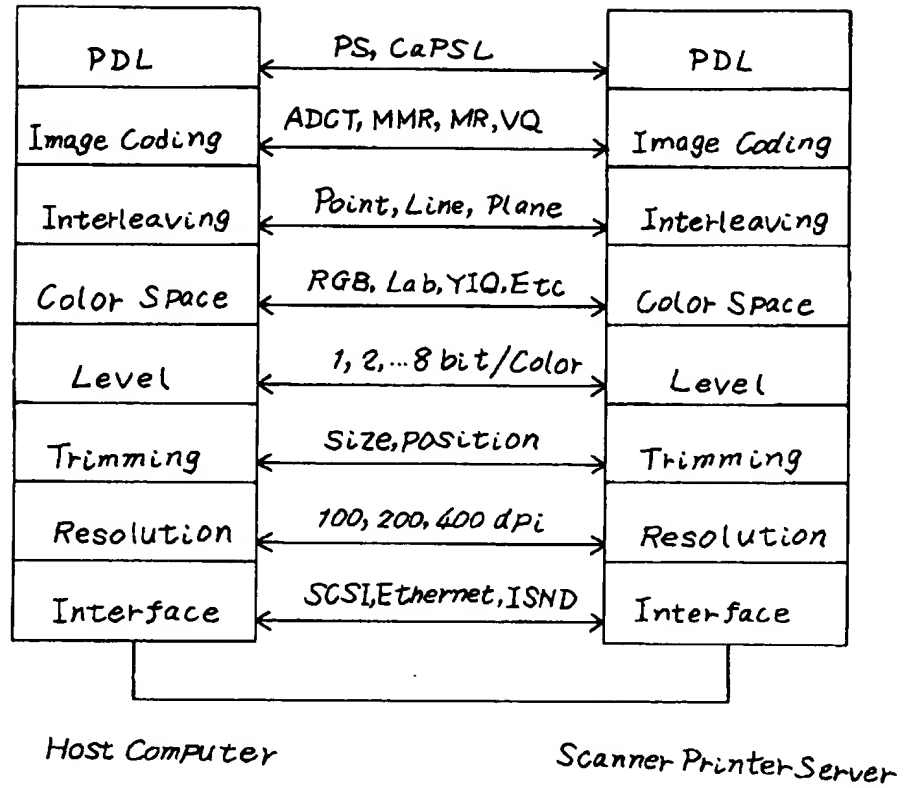 PDL
PS, CaPSL
PDL
Image Coding
ADCT, MMR, MR, VQ
Image Coding
Interleaving
Point, Line, Plane
Interleaving
Color Space
RGB, Lab, YIQ, Etc
Color Space
Level
1, 2, ...8 bit/Color
Level
Trimming
Size, Position
Trimming
Resolution
100, 200, 400 dpi
Resolution
Interface
SCSI, Ethernet, ISND
Interface
Host Computer
Scanner Printer Server